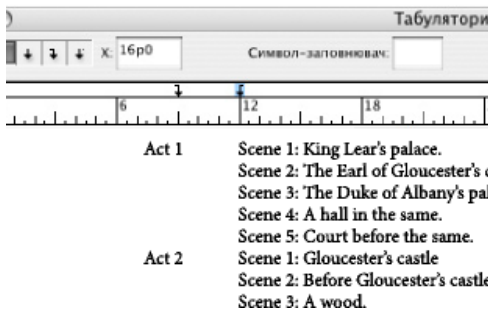 Табулятори
X: 16p0 Символ-заповнювач:
6 12 18
Act 1 Scene 1: King Lear's palace.
Scene 2: The Earl of Gloucester's
Scene 3: The Duke of Albany's
Scene 4: A hall in the same.
Scene 5: Court before the same.
Act 2 Scene 1: Gloucester's castle
Scene 2: Before Gloucester's castle
Scene 3: A wood.